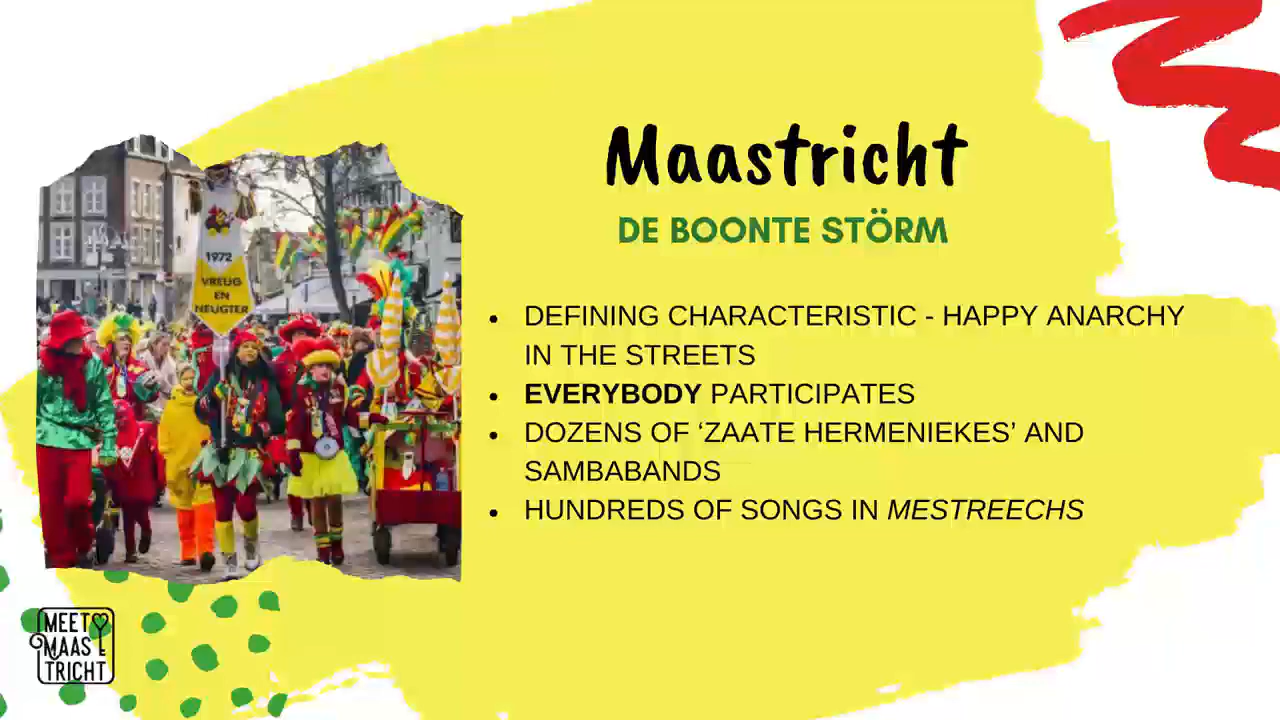 Maastricht
DE BOONTE STÖRM
1972
VREUG
EN
NEUGTER
• DEFINING CHARACTERISTIC - HAPPY ANARCHY
IN THE STREETS
• EVERYBODY PARTICIPATES
• DOZENS OF ‘ZAATE HERMENIEKES’ AND
SAMBABANDS
• HUNDREDS OF SONGS IN MESTREECHS
MEET
MAAS
TRICHT